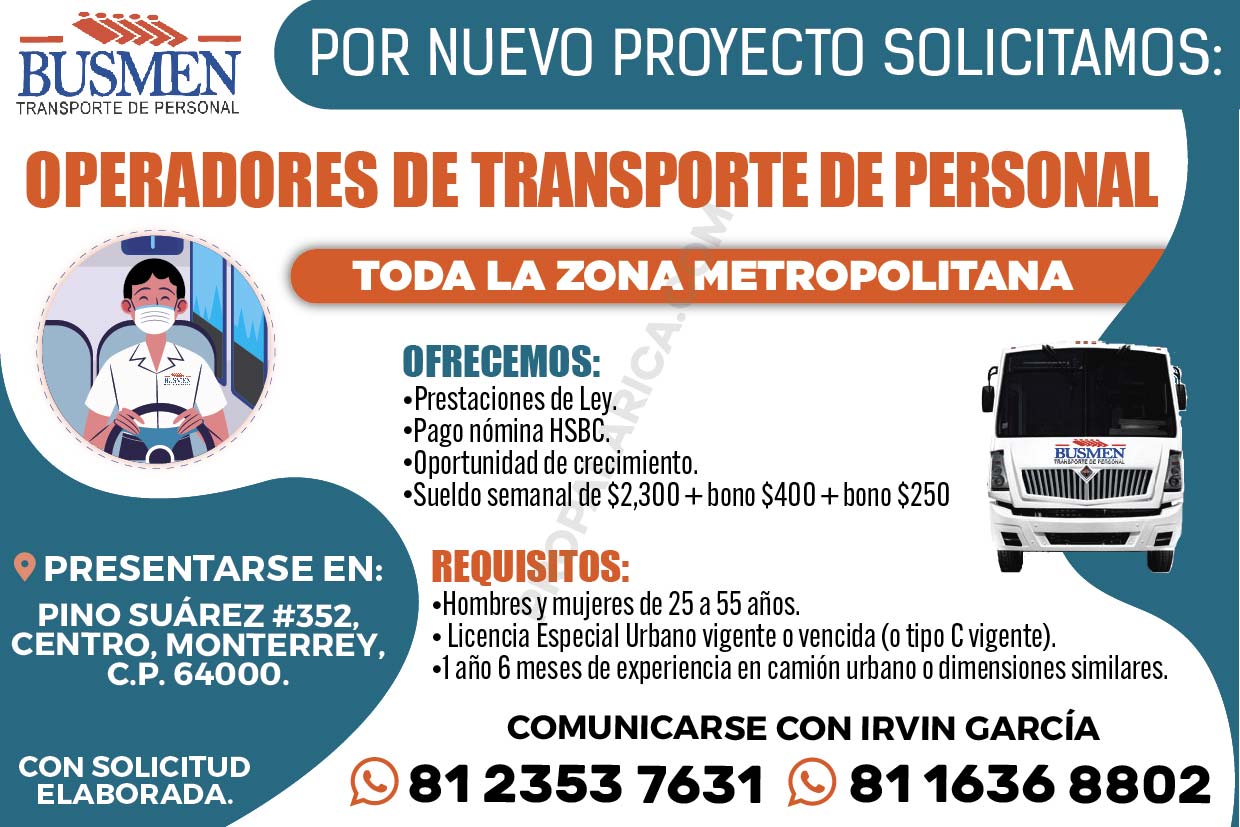 BUSMEN
TRANSPORTE DE PERSONAL
POR NUEVO PROYECTO SOLICITAMOS:
OPERADORES DE TRANSPORTE DE PERSONAL
TODA LA ZONA METROPOLITANA
BUSMEN
OFRECEMOS:
•Prestaciones de Ley.
•Pago nómina HSBC.
•Oportunidad de crecimiento.
•Sueldo semanal de $2,300 + bono $400 + bono $250
BUSMEN
TRANSPORTE DE PERSONAL
PRESENTARSE EN:
PINO SUÁREZ #352,
CENTRO, MONTERREY,
C.P. 64000.
REQUISITOS:
•Hombres y mujeres de 25 a 55 años.
• Licencia Especial Urbano vigente o vencida (o tipo C vigente).
•1 año 6 meses de experiencia en camión urbano o dimensiones similares.
COMUNICARSE CON IRVIN GARCÍA
81 2353 7631 81 1636 8802
CON SOLICITUD
ELABORADA.